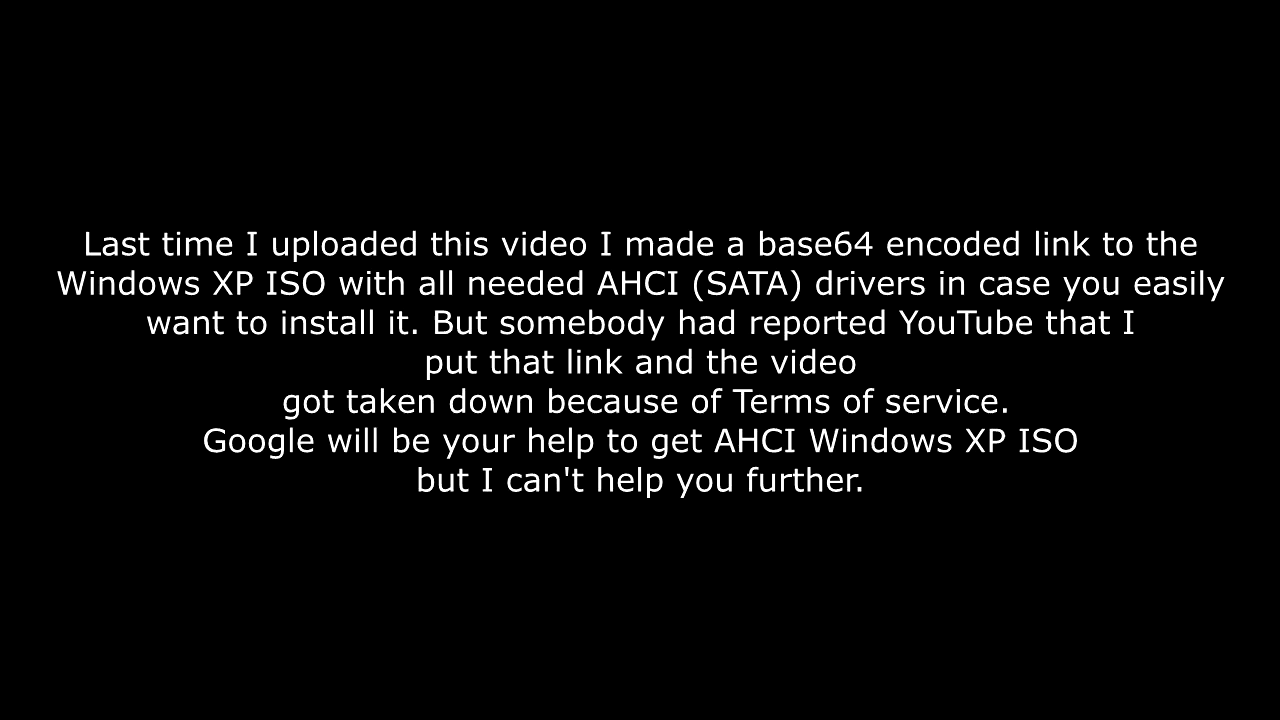 Last time I uploaded this video I made a base64 encoded link to the
Windows XP ISO with all needed AHCI (SATA) drivers in case you easily
want to install it. But somebody had reported YouTube that I
put that link and the video
got taken down because of Terms of service.
Google will be your help to get AHCI Windows XP ISO
but I can't help you further.